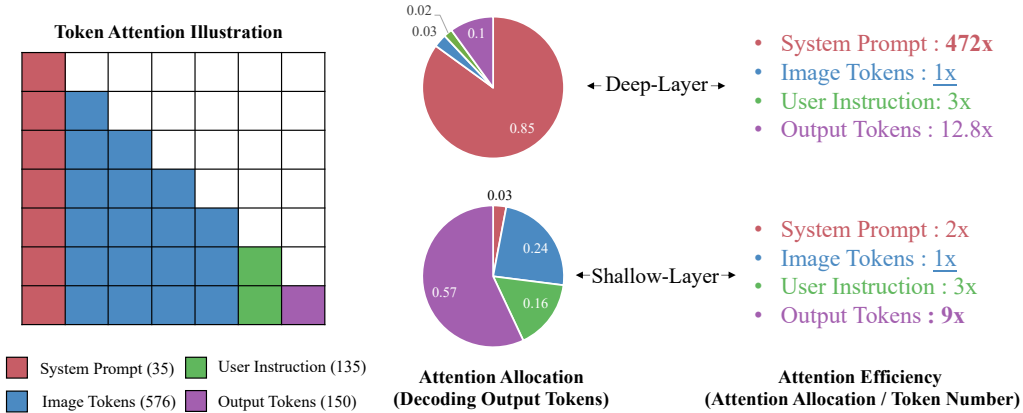 Token Attention Illustration
System Prompt (35)
User Instruction (135)
Image Tokens (576)
Output Tokens (150)
0.02
0.03
0.1
0.85
Deep-Layer
0.03
0.24
0.57
0.16
Shallow-Layer
Attention Allocation
(Decoding Output Tokens)
• System Prompt : 472x
• Image Tokens : 1x
• User Instruction: 3x
• Output Tokens : 12.8x
• System Prompt : 2x
• Image Tokens : 1x
• User Instruction : 3x
• Output Tokens : 9x
Attention Efficiency
(Attention Allocation / Token Number)